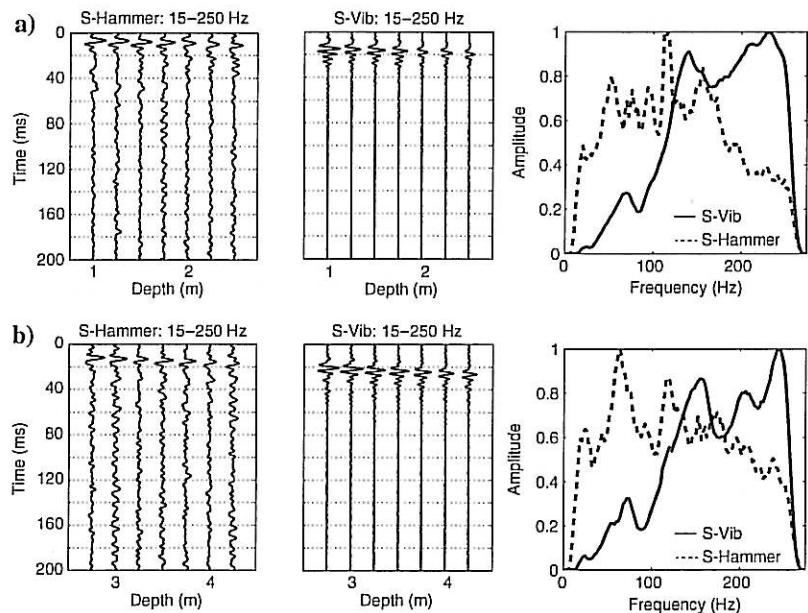 a)
S-Hammer: 15–250 Hz
S-Vib: 15–250 Hz
0
40
80
120
160
200
Time (ms)
1
2
Depth (m)
1
2
Depth (m)
1
0.8
0.6
0.4
0.2
0
Amplitude
S-Vib
S-Hammer
0
100
200
Frequency (Hz)
b)
S-Hammer: 15–250 Hz
S-Vib: 15–250 Hz
0
40
80
120
160
200
Time (ms)
3
4
Depth (m)
3
4
Depth (m)
1
0.8
0.6
0.4
0.2
0
Amplitude
S-Vib
S-Hammer
0
100
200
Frequency (Hz)